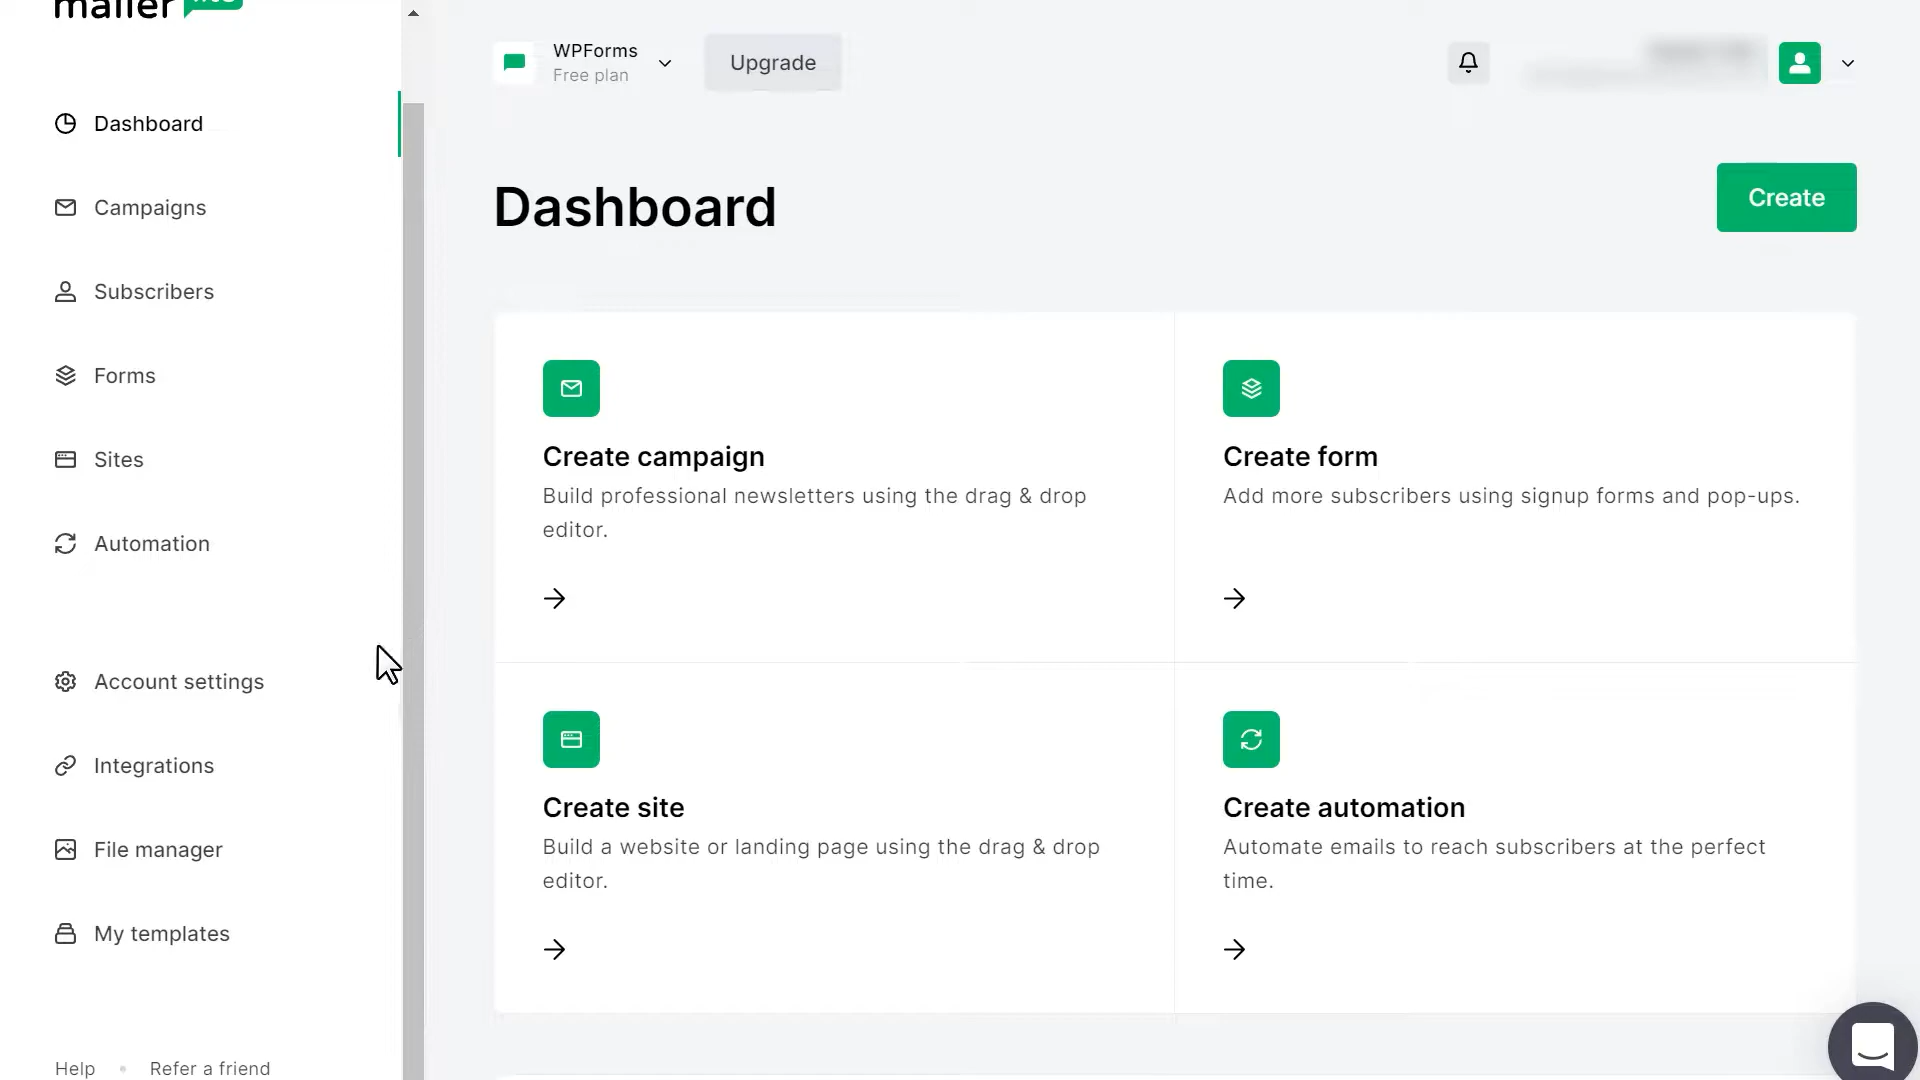 mailer lite
Dashboard
Campaigns
Subscribers
Forms
Sites
Automation
Account settings
Integrations
File manager
My templates
Help • Refer a friend
WPForms
Free plan
Upgrade
Dashboard
Create
Create campaign
Build professional newsletters using the drag & drop
editor.
Create form
Add more subscribers using signup forms and pop-ups.
Create site
Build a website or landing page using the drag & drop
editor.
Create automation
Automate emails to reach subscribers at the perfect
time.